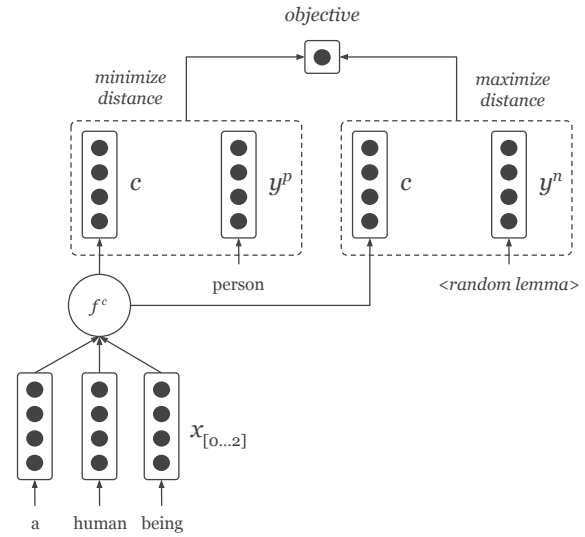 objective
minimize
distance
maximize
distance
c
y^p
c
y^n
person
<random lemma>
f^c
x_[0...2]
a human being